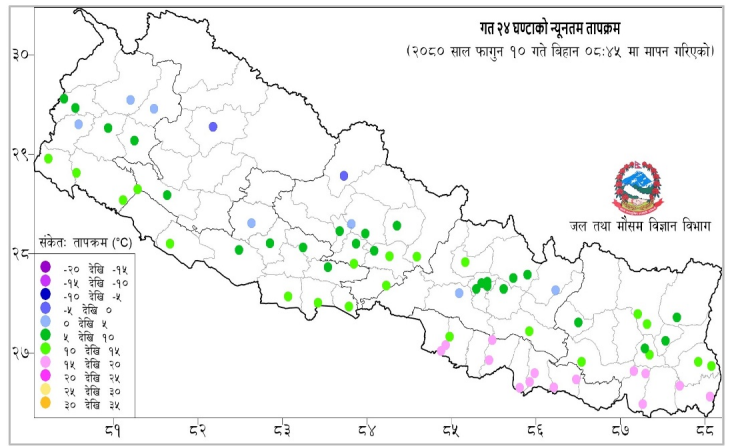 गत २४ घण्टाको न्यूनतम तापक्रम
(२०८० साल फागुन १० गते बिहान ०८:४५ मा मापन गरिएको)
३०
२९
जल तथा मौसम विज्ञान विभाग
संकेतः तापक्रम (°C)
२८
-२० देखि -१५
-१५ देखि -१०
-१० देखि -५
-५ देखि ०
० देखि ५
५ देखि १०
१० देखि १५
२७
१५ देखि २०
२० देखि २५
२५ देखि ३०
३० देखि ३५
८१ ८२ ८३ ८४ ८५ ८६ ८७ ८८